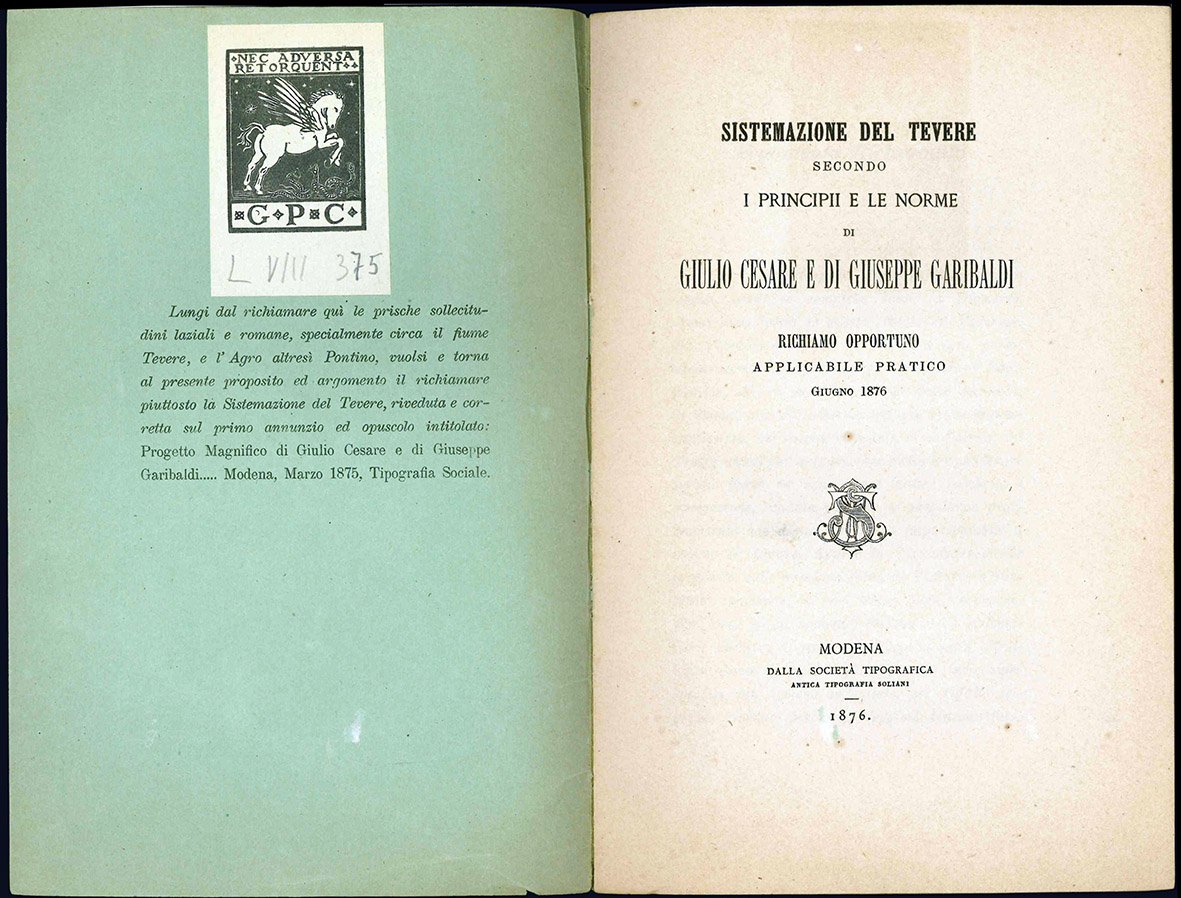 NEC ADVERSA
RETORQUENT
G P C
L V/II 375
Lungi dal richiamare quì le prische sollecitu-
dini laziali e romane, specialmente circa il fiume
Tevere, e l' Agro altresì Pontino, vuolsi e torna
al presente proposito ed argomento il richiamare
piuttosto la Sistemazione del Tevere, riveduta e cor-
retta sul primo annunzio ed opuscolo intitolato:
Progetto Magnifico di Giulio Cesare e di Giuseppe
Garibaldi..... Modena, Marzo 1875, Tipografia Sociale.
SISTEMAZIONE DEL TEVERE
SECONDO
I PRINCIPII E LE NORME
DI
GIULIO CESARE E DI GIUSEPPE GARIBALDI
RICHIAMO OPPORTUNO
APPLICABILE PRATICO
GIUGNO 1876
MODENA
DALLA SOCIETÀ TIPOGRAFICA
ANTICA TIPOGRAFIA SOLIANI
1876.